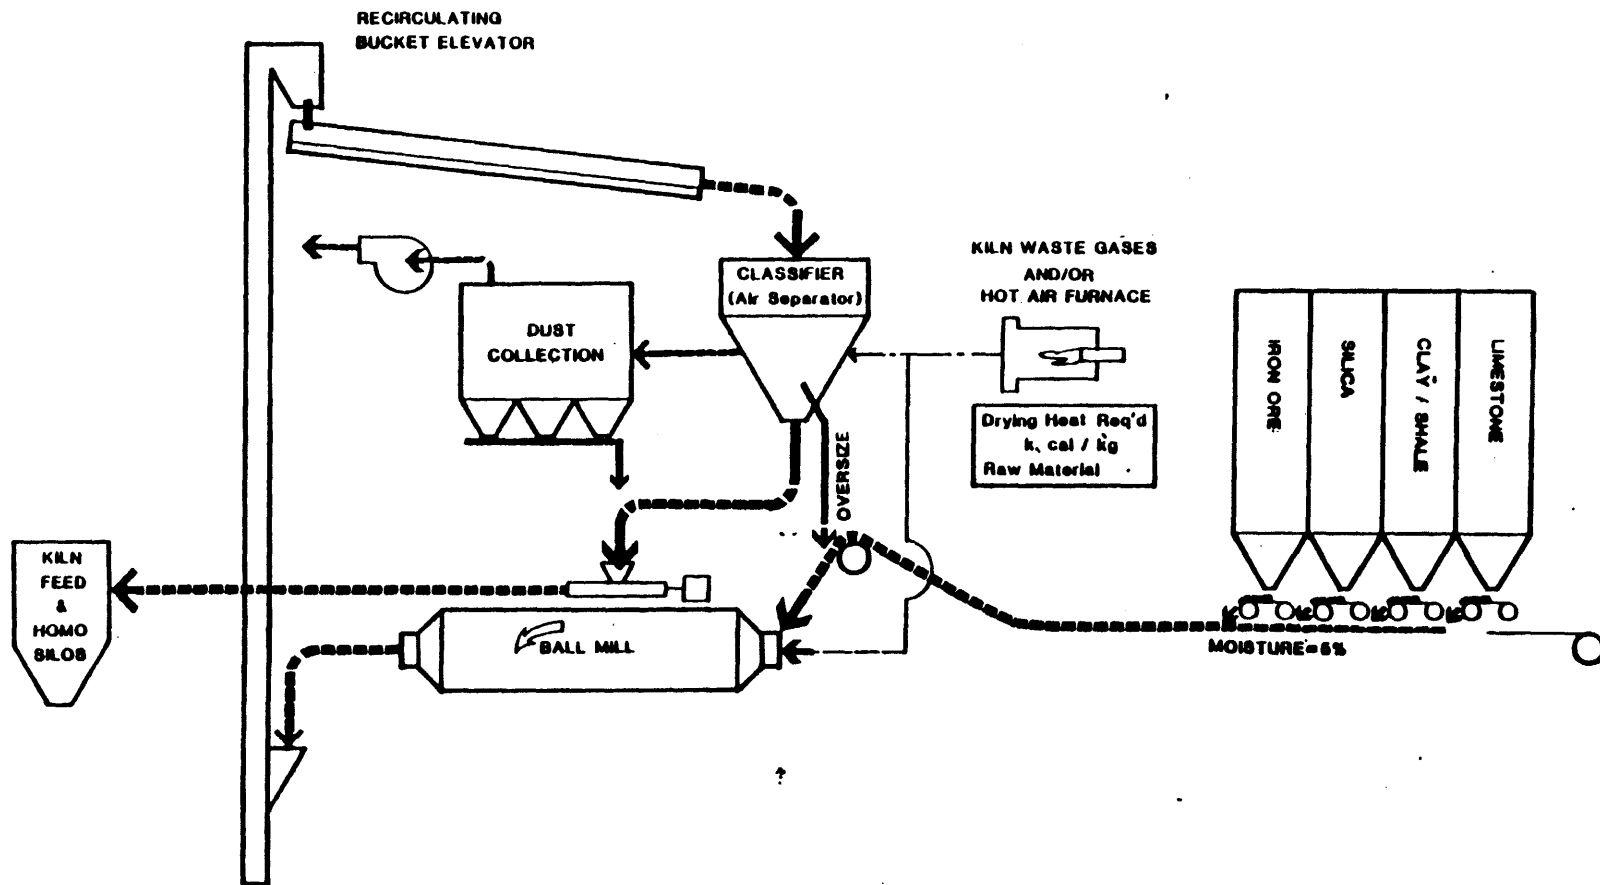 RECIRCULATING
BUCKET ELEVATOR
CLASSIFIER
(Air Separator)
KILN WASTE GASES
AND/OR
HOT AIR FURNACE
DUST
COLLECTION
IRON ORE
SILICA
CLAY / SHALE
LIMESTONE
Drying Heat Req'd
k, cal / kg
Raw Material
OVERSIZE
KILN
FEED
&
HOMO
SILOS
BALL MILL
MOISTURE=5%
?